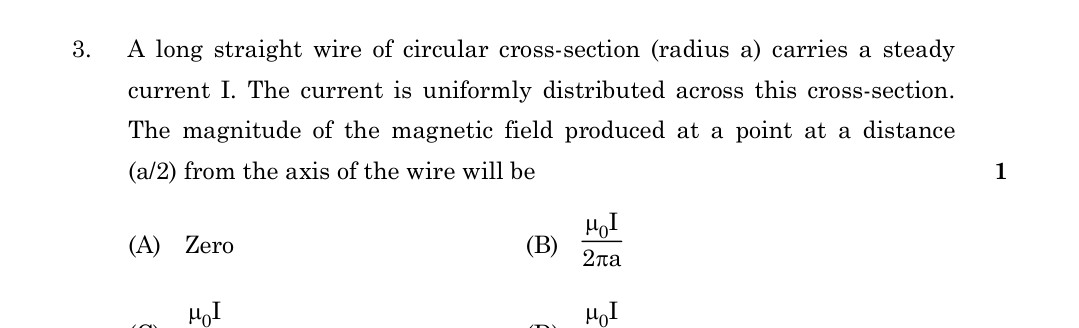 3. A long straight wire of circular cross-section (radius a) carries a steady
current I. The current is uniformly distributed across this cross-section.
The magnitude of the magnetic field produced at a point at a distance
(a/2) from the axis of the wire will be 1
(A) Zero (B) μ₀I / 2πa
μ₀I μ₀I